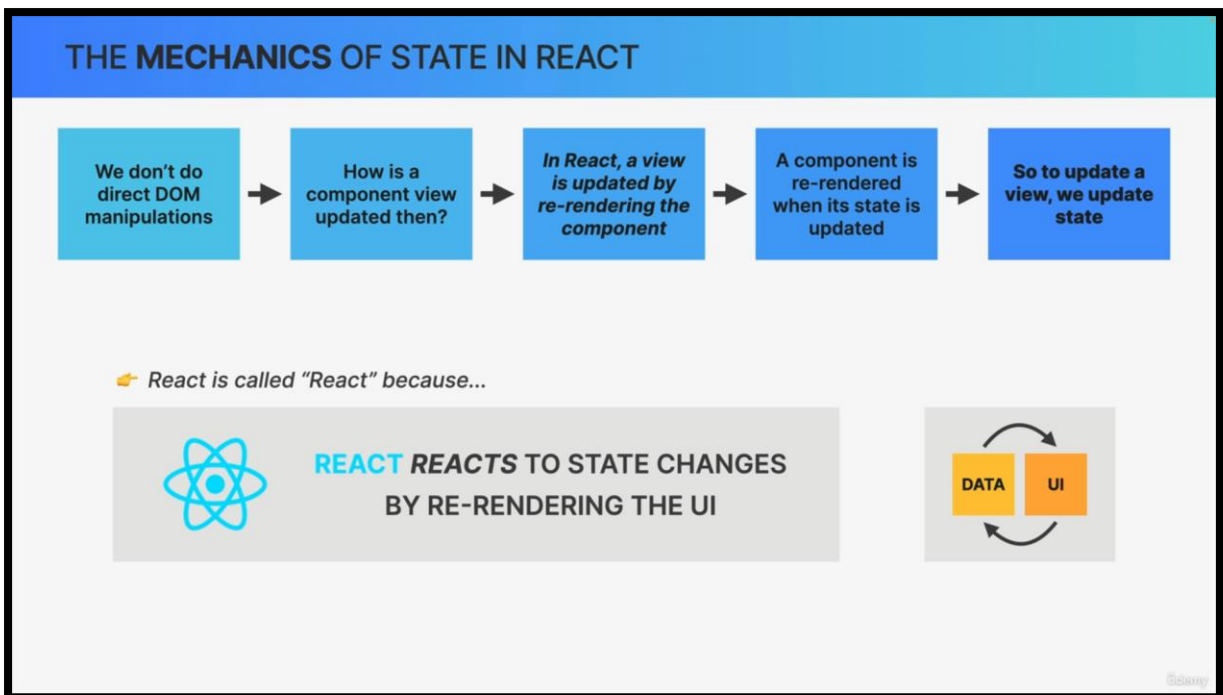 THE MECHANICS OF STATE IN REACT
We don’t do
direct DOM
manipulations
How is a
component view
updated then?
In React, a view
is updated by
re-rendering the
component
A component is
re-rendered
when its state is
updated
So to update a
view, we update
state
React is called “React” because...
REACT REACTS TO STATE CHANGES
BY RE-RENDERING THE UI
DATA
UI
Udemy